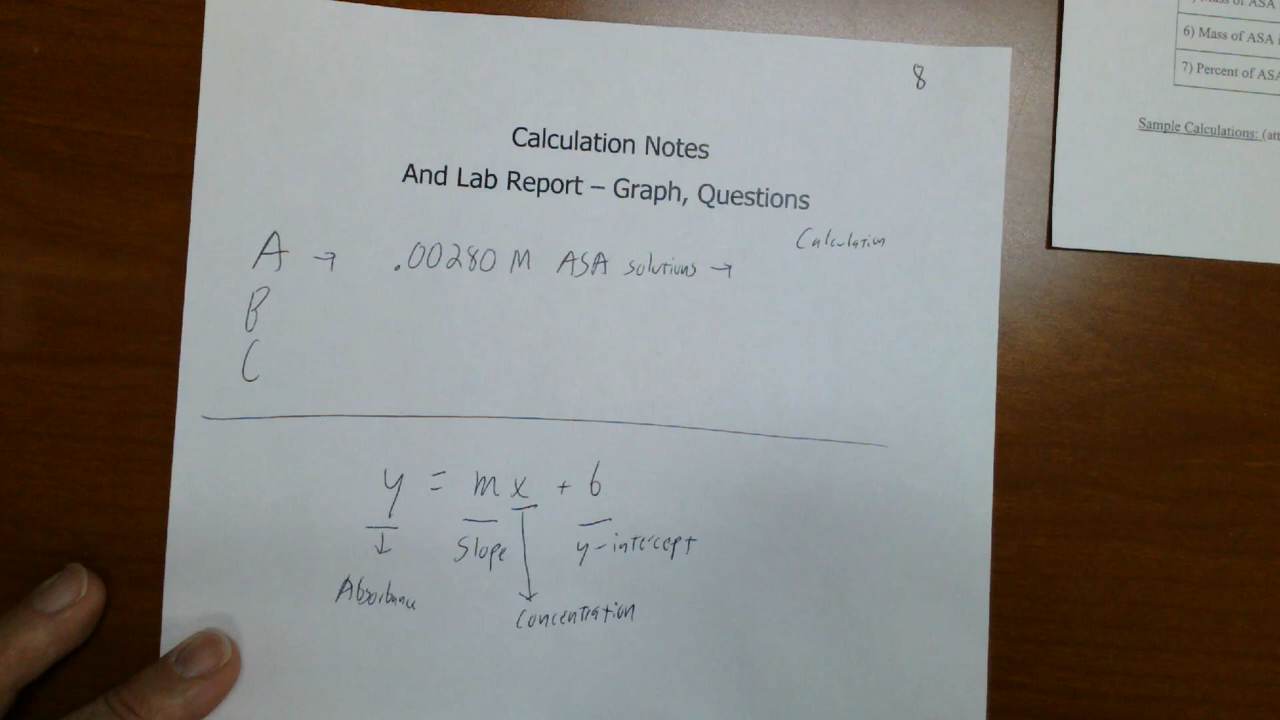 8
Calculation Notes
And Lab Report – Graph, Questions
Calculation
A → .00280 M ASA solutions →
B
C
y = mx + b
Slope
y-intercept
Absorbance
Concentration
6) Mass of ASA
7) Percent of ASA
Sample Calculations: (att